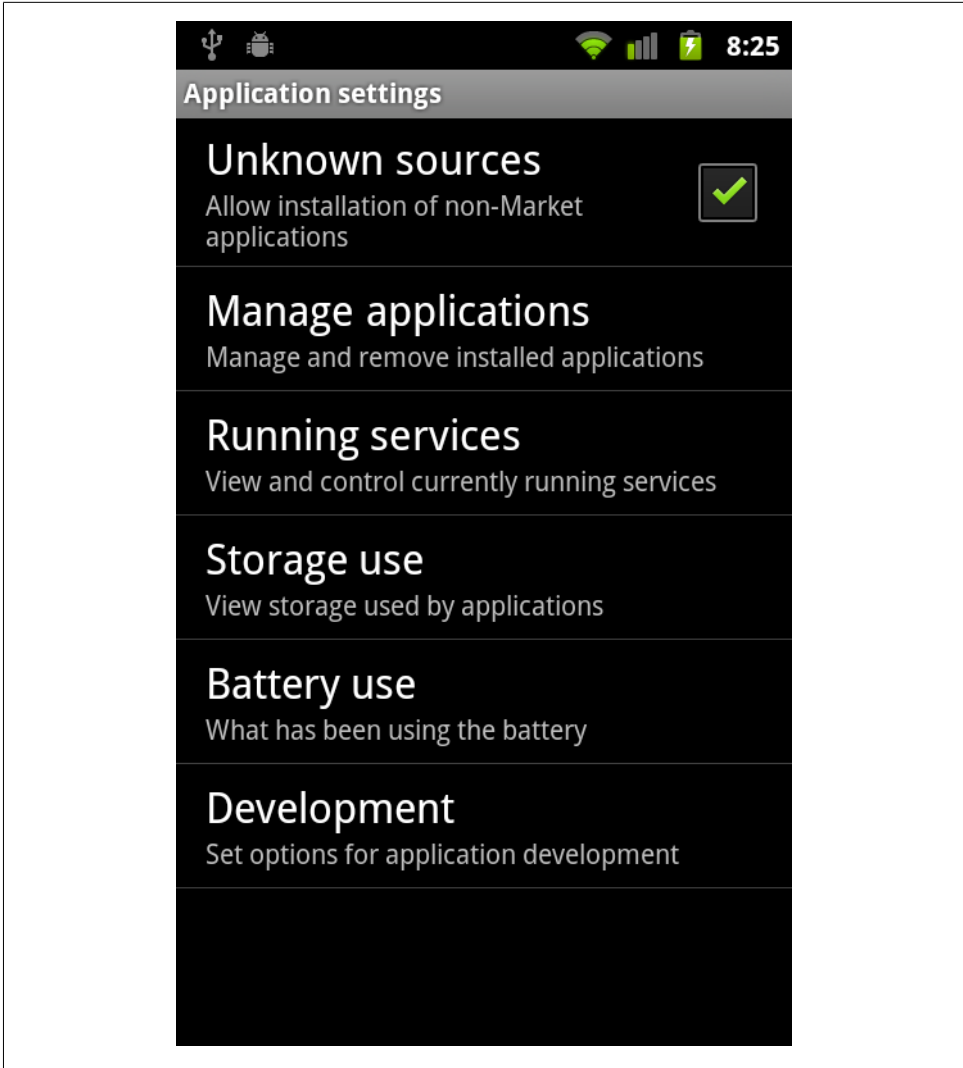 8:25
Application settings
Unknown sources
Allow installation of non-Market
applications
Manage applications
Manage and remove installed applications
Running services
View and control currently running services
Storage use
View storage used by applications
Battery use
What has been using the battery
Development
Set options for application development